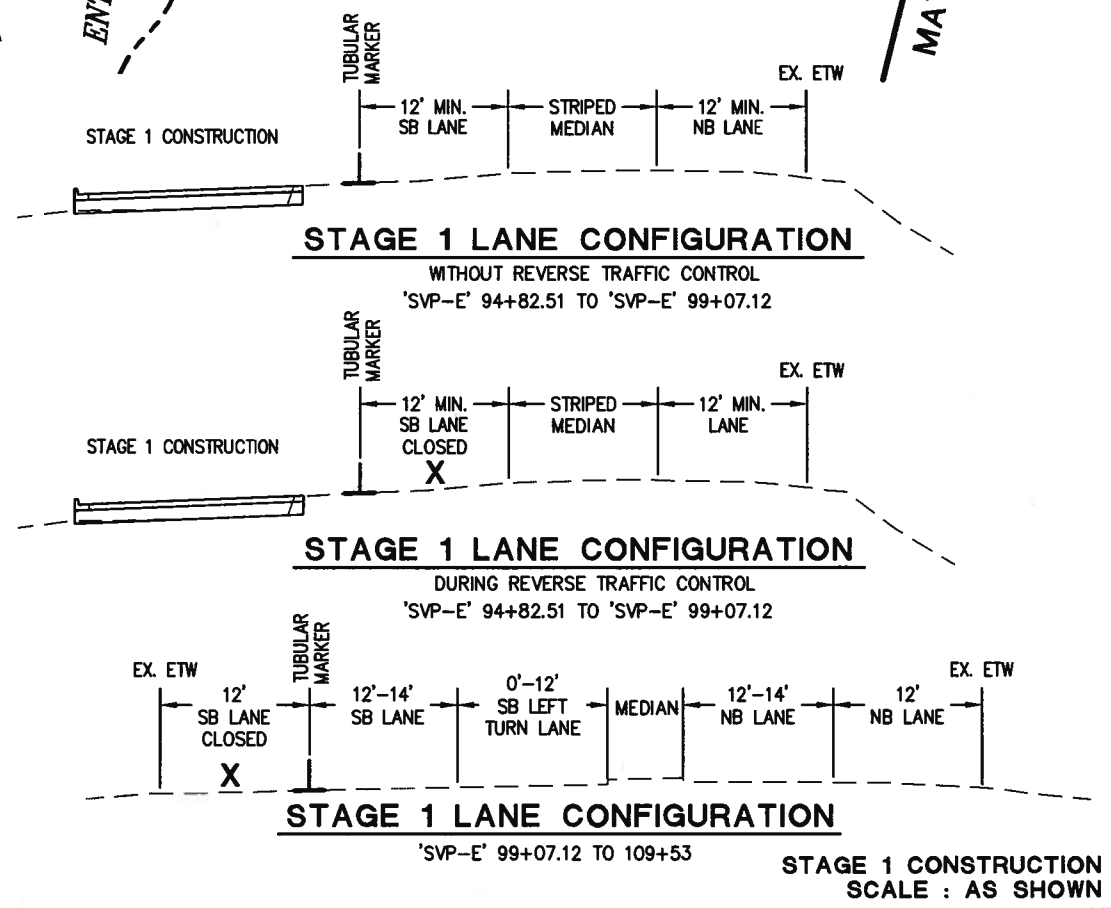 ENT
MA
TUBULAR
MARKER
EX. ETW
12' MIN.
SB LANE
STRIPED
MEDIAN
12' MIN.
NB LANE
STAGE 1 CONSTRUCTION
STAGE 1 LANE CONFIGURATION
WITHOUT REVERSE TRAFFIC CONTROL
'SVP-E' 94+82.51 TO 'SVP-E' 99+07.12
TUBULAR
MARKER
EX. ETW
12' MIN.
SB LANE
CLOSED
X
STRIPED
MEDIAN
12' MIN.
LANE
STAGE 1 CONSTRUCTION
STAGE 1 LANE CONFIGURATION
DURING REVERSE TRAFFIC CONTROL
'SVP-E' 94+82.51 TO 'SVP-E' 99+07.12
EX. ETW
TUBULAR
MARKER
EX. ETW
12'
SB LANE
CLOSED
X
12'-14'
SB LANE
0'-12'
SB LEFT
TURN LANE
MEDIAN
12'-14'
NB LANE
12'
NB LANE
STAGE 1 LANE CONFIGURATION
'SVP-E' 99+07.12 TO 109+53
STAGE 1 CONSTRUCTION
SCALE : AS SHOWN